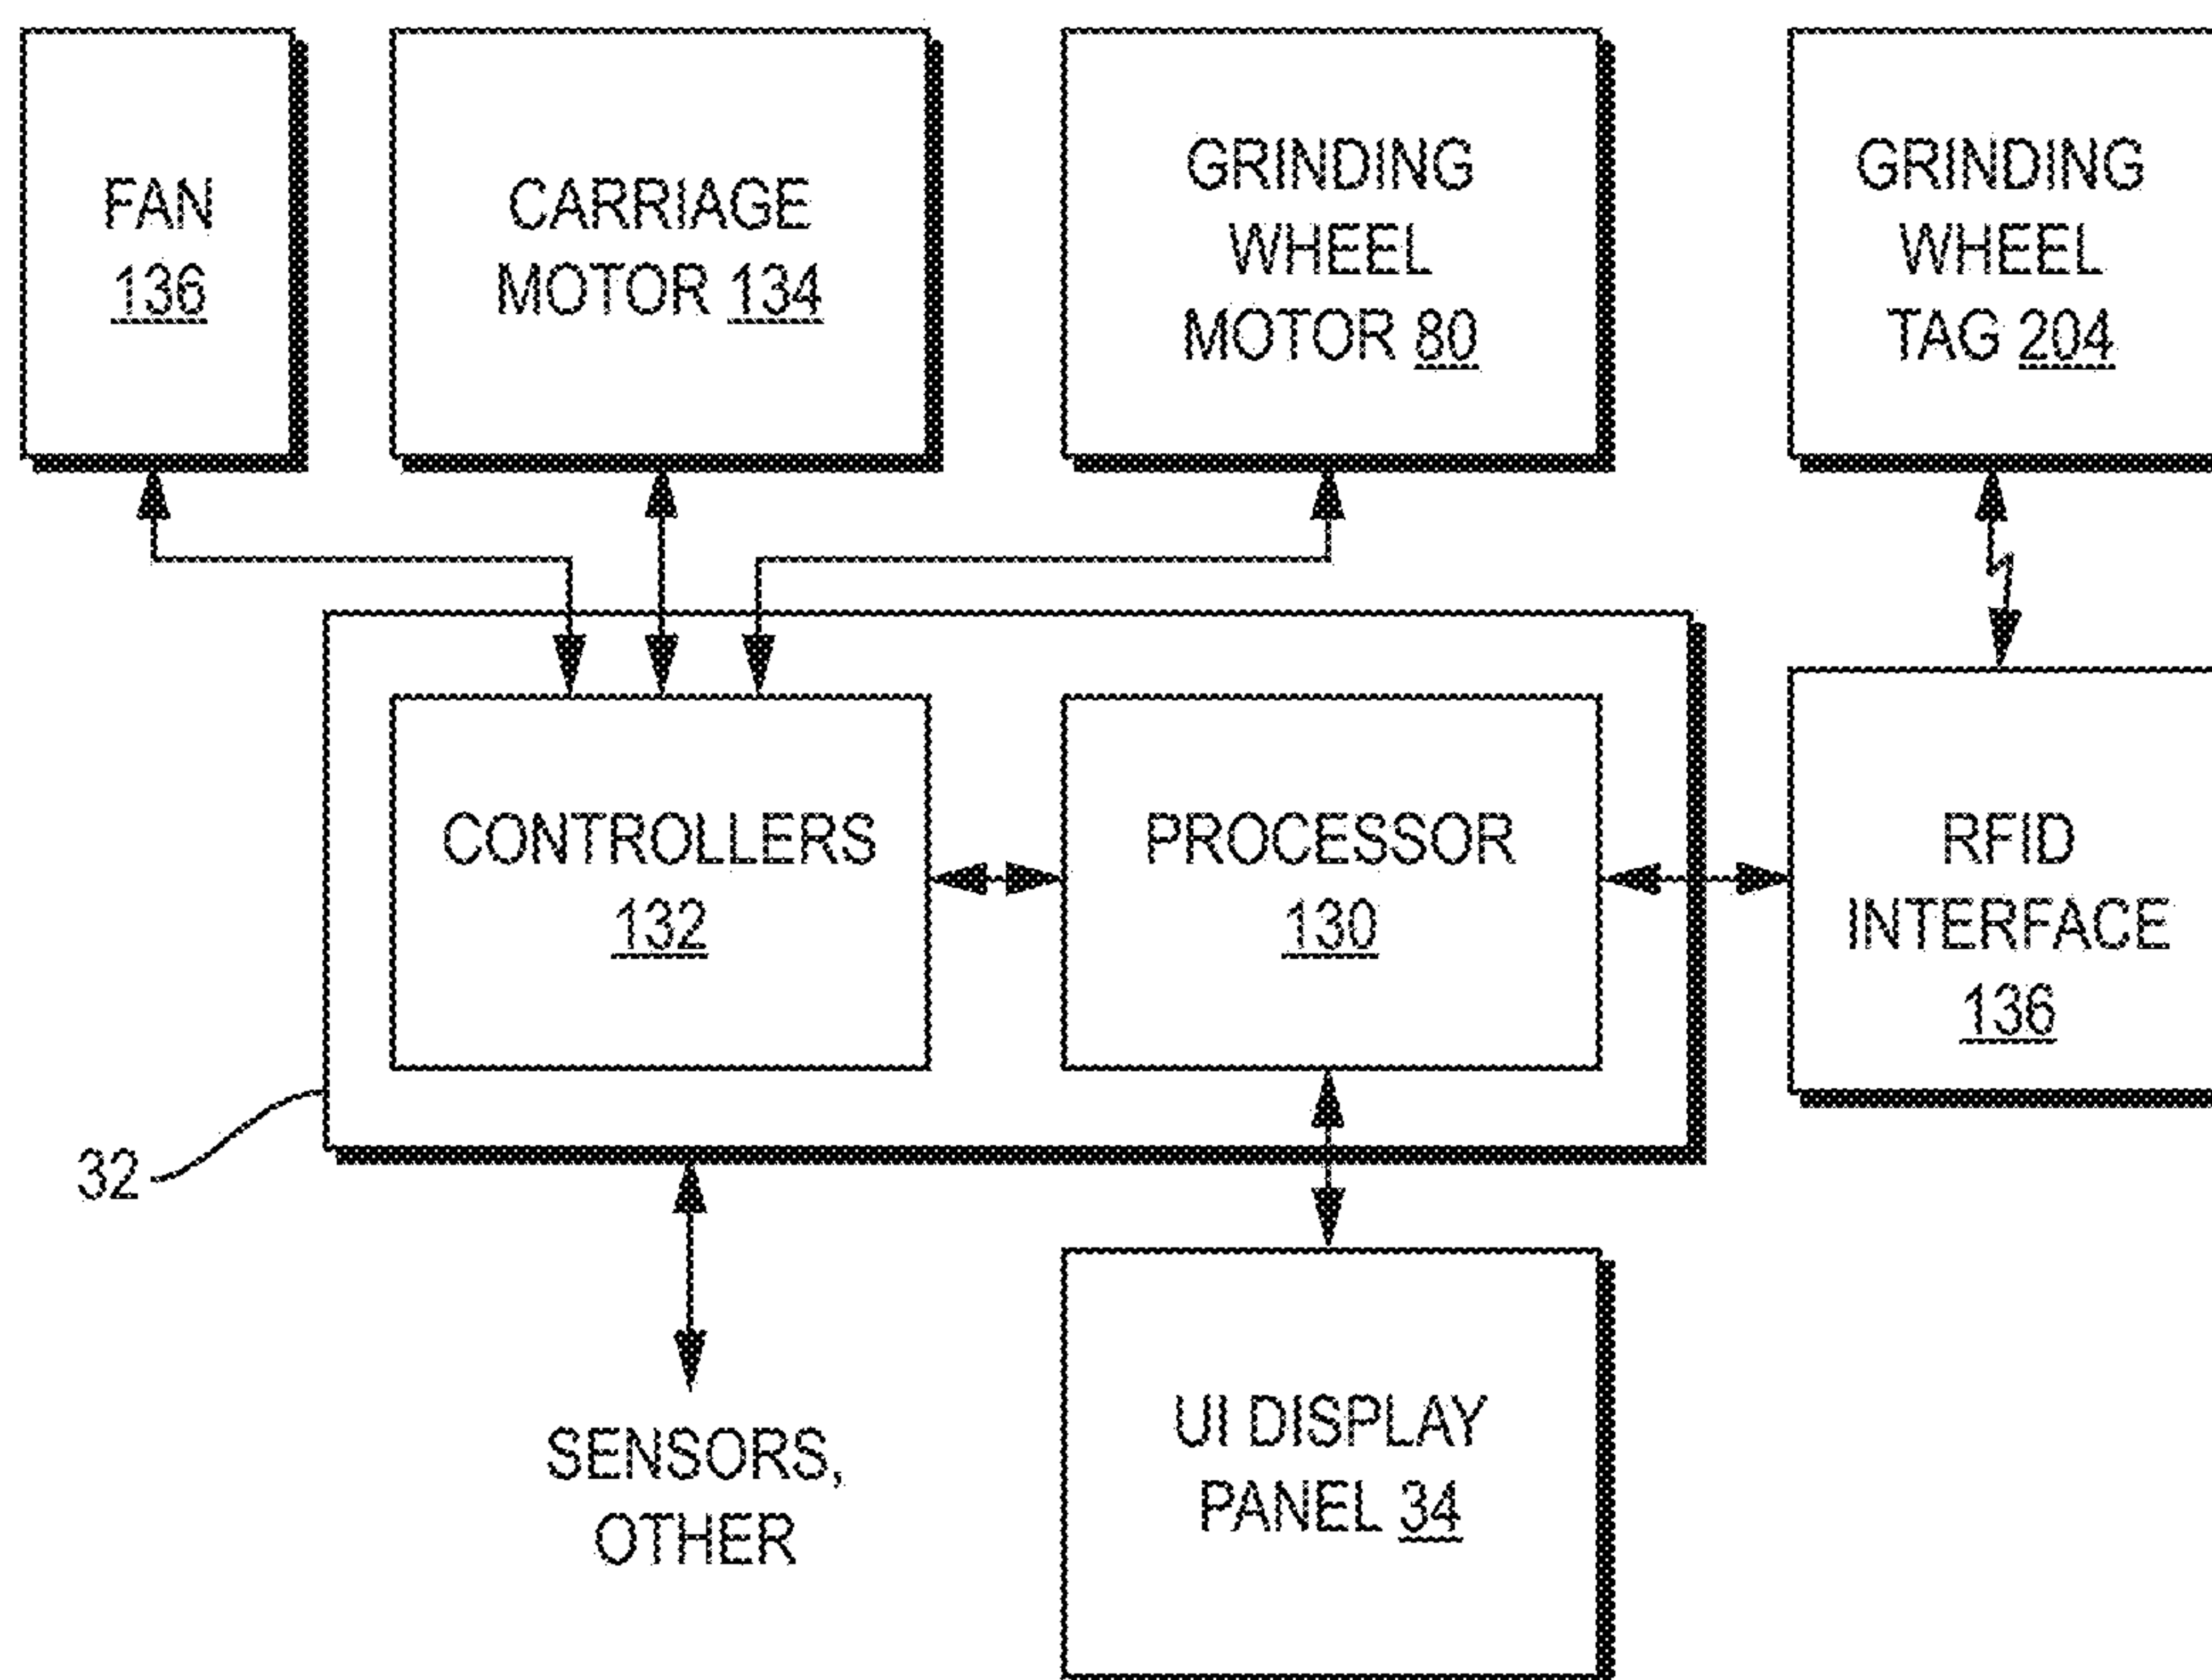 FAN
136
CARRIAGE
MOTOR 134
GRINDING
WHEEL
MOTOR 80
GRINDING
WHEEL
TAG 204
CONTROLLERS
132
PROCESSOR
130
RFID
INTERFACE
136
32
SENSORS,
OTHER
UI DISPLAY
PANEL 34